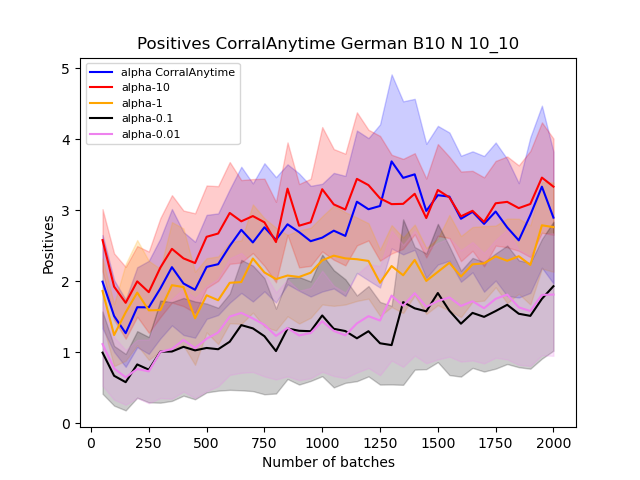 Positives CorralAnytime German B10 N 10_10
alpha CorralAnytime
alpha-10
alpha-1
alpha-0.1
alpha-0.01
Positives
5
4
3
2
1
0
0 250 500 750 1000 1250 1500 1750 2000
Number of batches